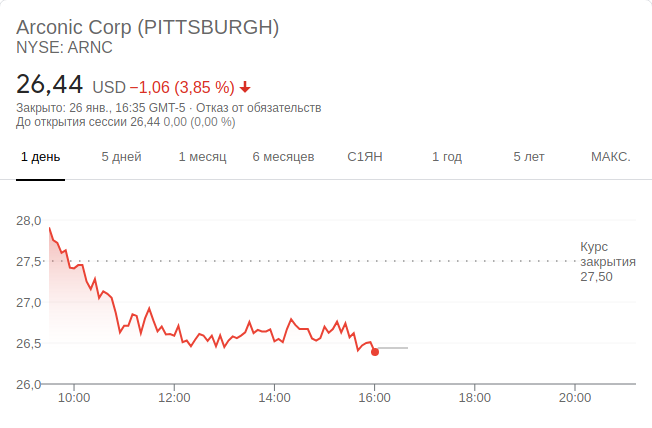 Arconic Corp (PITTSBURGH)
NYSE: ARNC
26,44 USD −1,06 (3,85 %)
Закрыто: 26 янв., 16:35 GMT-5 · Отказ от обязательств
До открытия сессии 26,44 0,00 (0,00 %)
1 день 5 дней 1 месяц 6 месяцев С1ЯН 1 год 5 лет МАКС.
28,0
27,5
27,0
26,5
26,0
Курс
закрытия
27,50
10:00 12:00 14:00 16:00 18:00 20:00